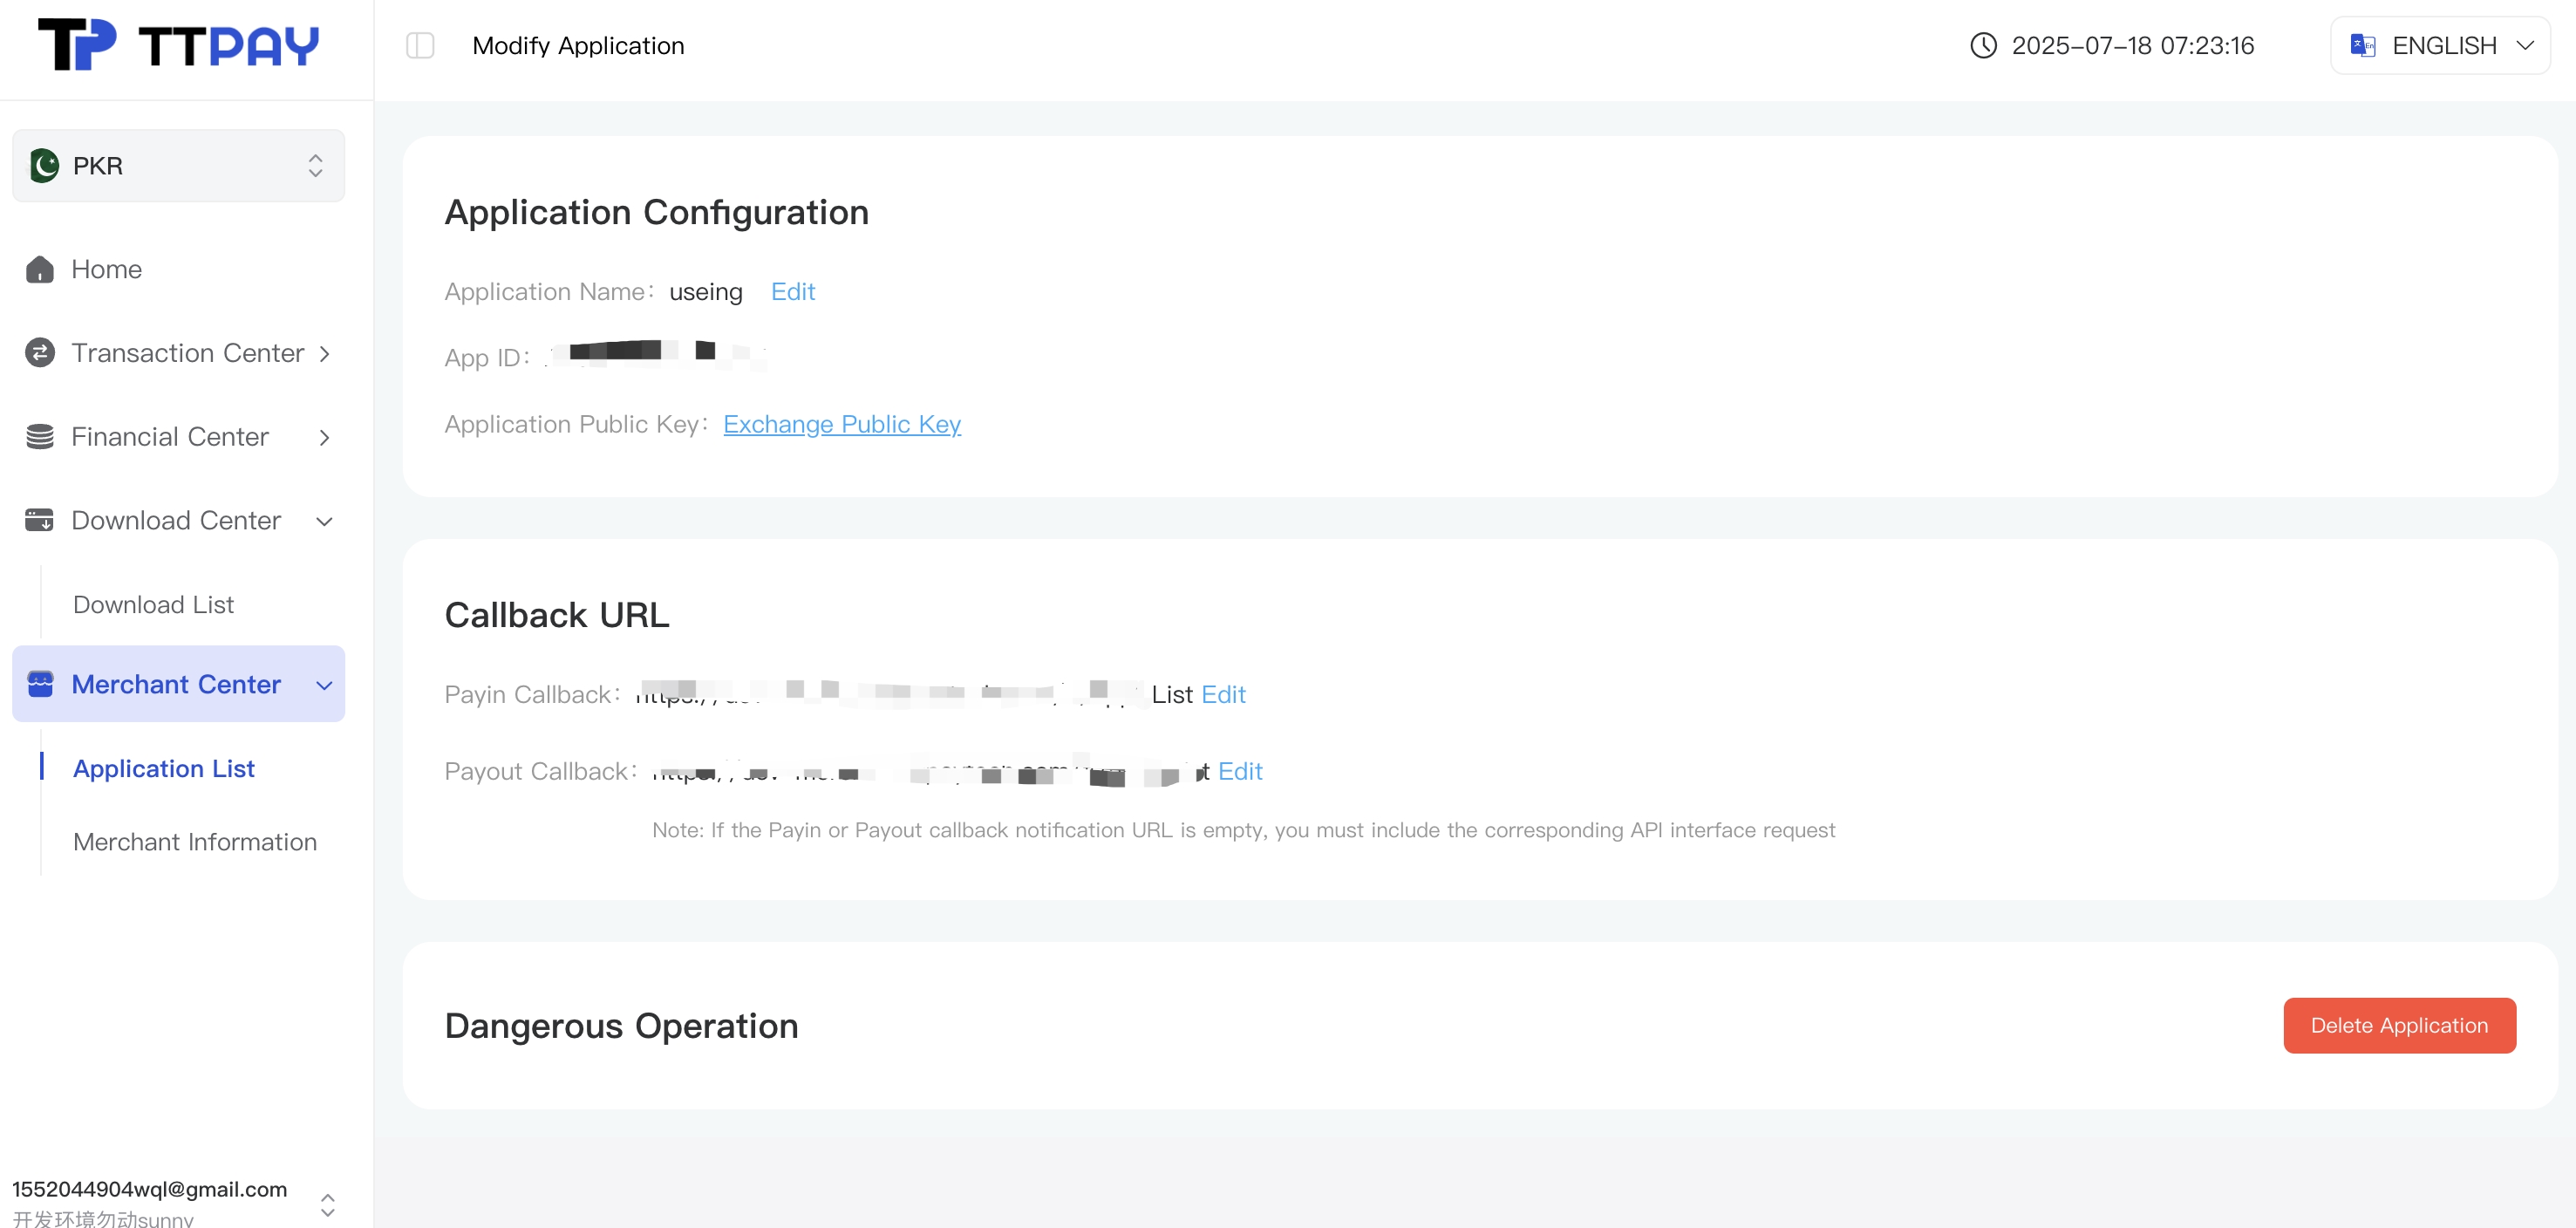 TTPAY
Modify Application
2025-07-18 07:23:16
ENGLISH
PKR
Home
Transaction Center
Financial Center
Download Center
Download List
Merchant Center
Application List
Merchant Information
1552044904wql@gmail.com
开发环境勿动sunny
Application Configuration
Application Name: useing Edit
App ID:
Application Public Key: Exchange Public Key
Callback URL
Payin Callback: List Edit
Payout Callback: Edit
Note: If the Payin or Payout callback notification URL is empty, you must include the corresponding API interface request
Dangerous Operation
Delete Application